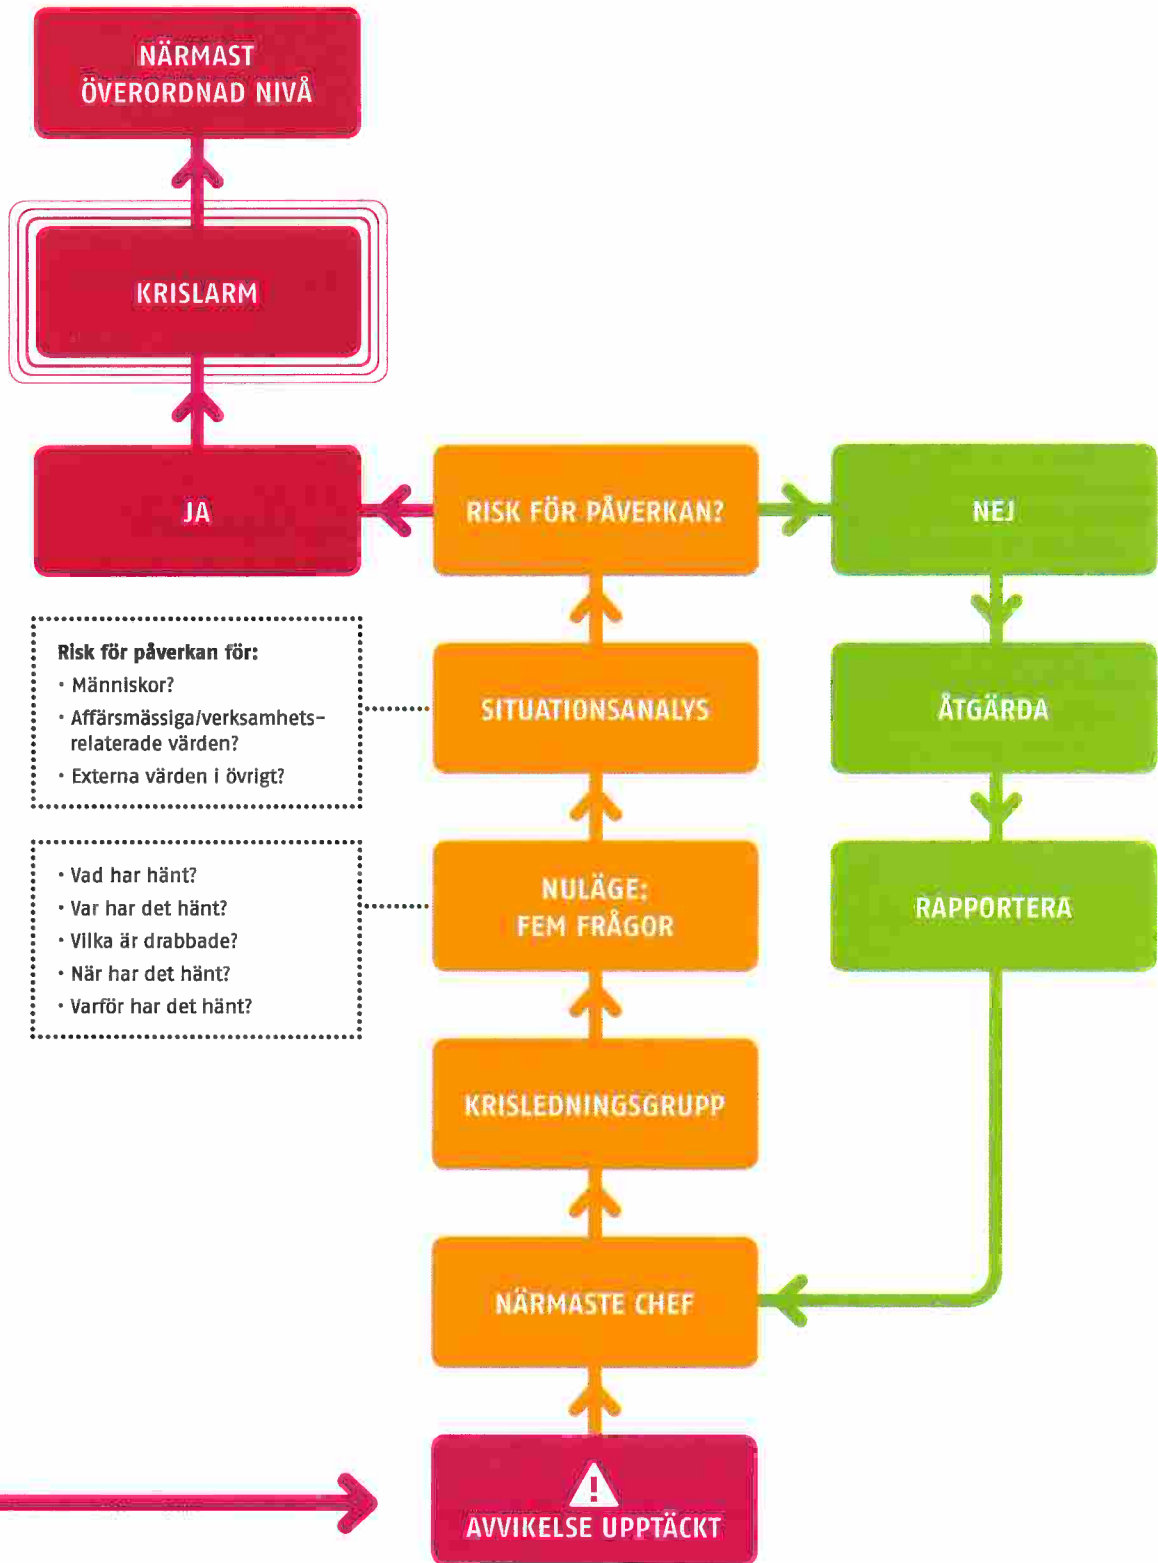 NÄRMAST
ÖVERORDNAD NIVÅ
KRISLARM
JA
RISK FÖR PÅVERKAN?
NEJ
Risk för påverkan för:
· Människor?
· Affärsmässiga/verksamhets-
relaterade värden?
· Externa värden i övrigt?
SITUATIONSANALYS
ÅTGÄRDA
· Vad har hänt?
· Var har det hänt?
· Vilka är drabbade?
· När har det hänt?
· Varför har det hänt?
NULÄGE:
FEM FRÅGOR
RAPPORTERA
KRISLEDNINGSGRUPP
NÄRMASTE CHEF
AVVIKELSE UPPTÄCKT